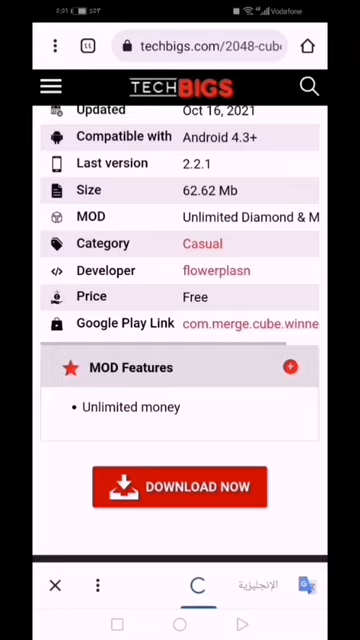 Vodafone
techbigs.com/2048-cub
TECHBIGS
Updated Oct 16, 2021
Compatible with Android 4.3+
Last version 2.2.1
Size 62.62 Mb
MOD Unlimited Diamond & M
Category Casual
Developer flowerplasn
Price Free
Google Play Link com.merge.cube.winne
MOD Features
• Unlimited money
DOWNLOAD NOW
الإنجليزية